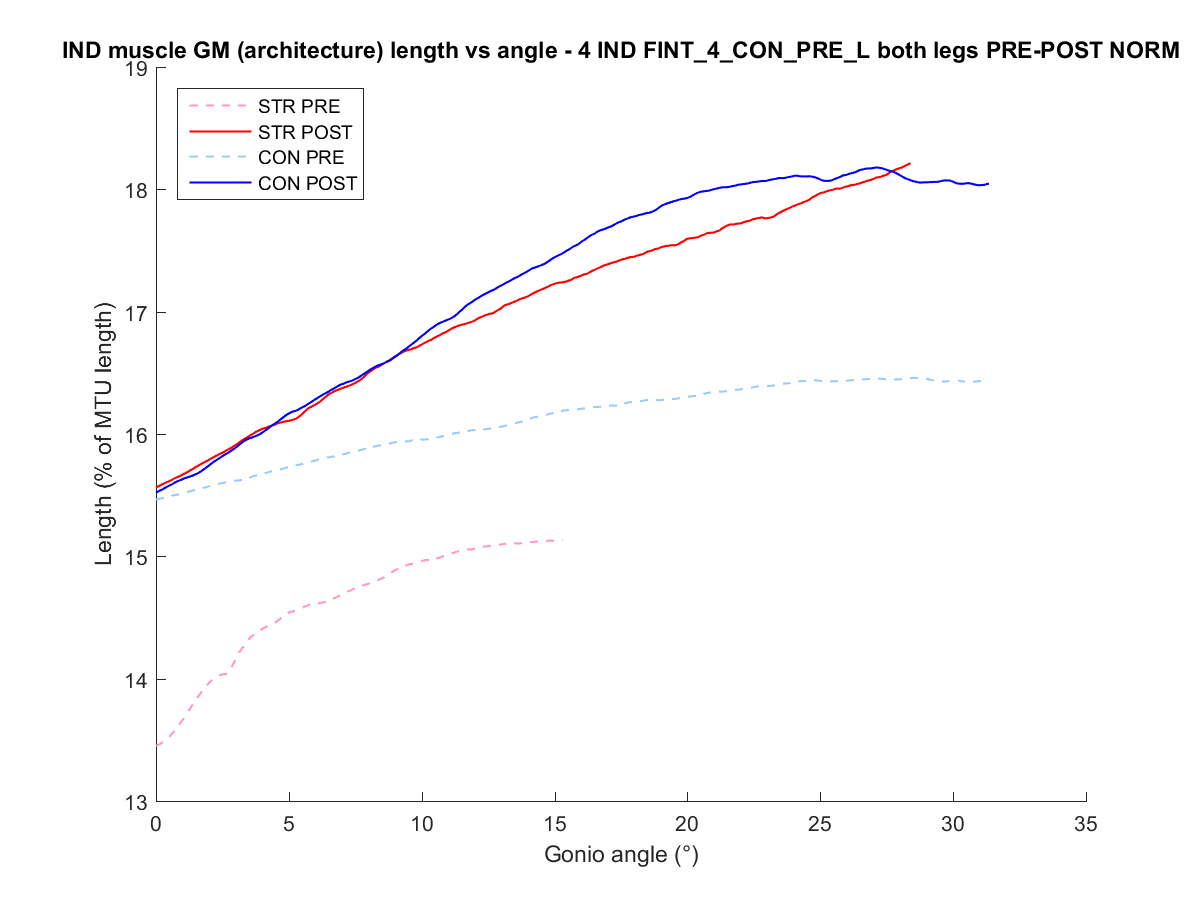 IND muscle GM (architecture) length vs angle - 4 IND FINT_4_CON_PRE_L both legs PRE-POST NORM
STR PRE
STR POST
CON PRE
CON POST
19
18
17
16
15
14
13
Length (% of MTU length)
0 5 10 15 20 25 30 35
Gonio angle (°)